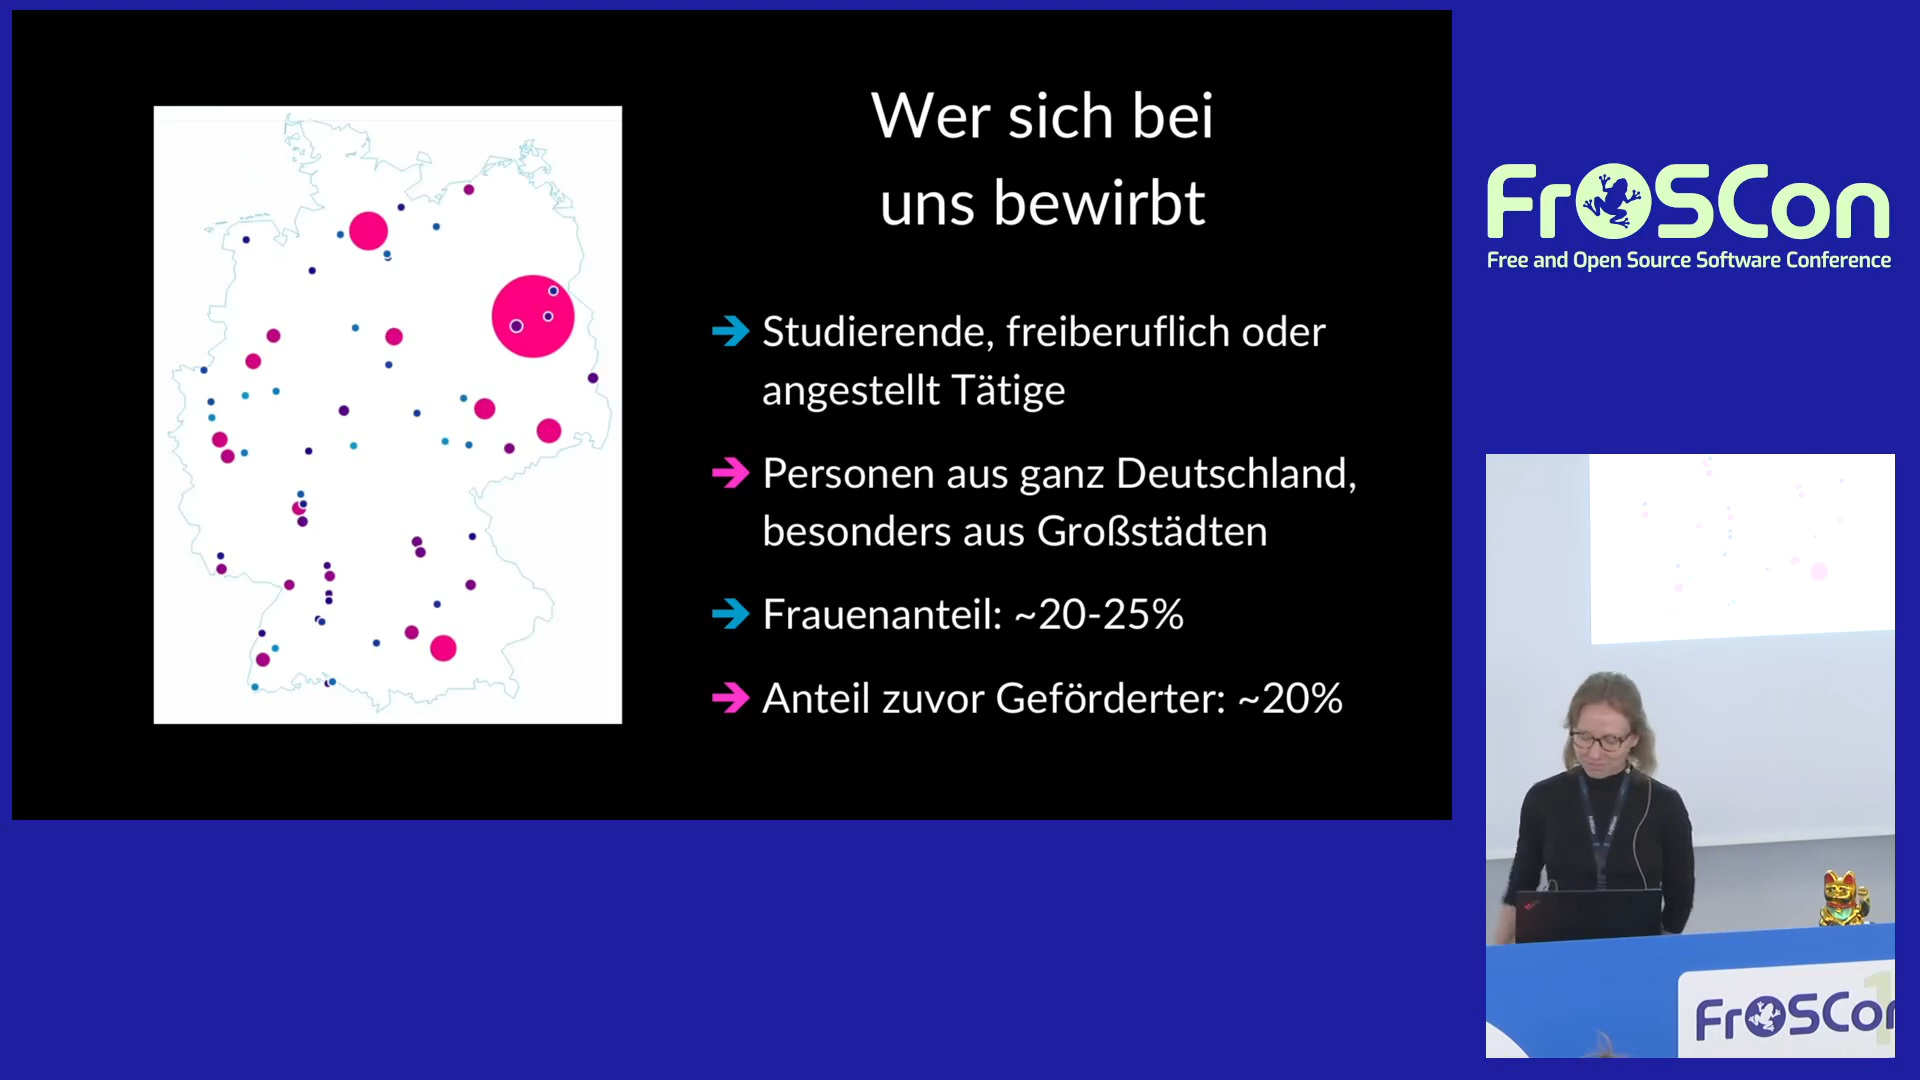 Wer sich bei
uns bewirbt
Studierende, freiberuflich oder
angestellt Tätige
Personen aus ganz Deutschland,
besonders aus Großstädten
Frauenanteil: ~20-25%
Anteil zuvor Geförderter: ~20%
FrOSCon
Free and Open Source Software Conference
FrOSCon